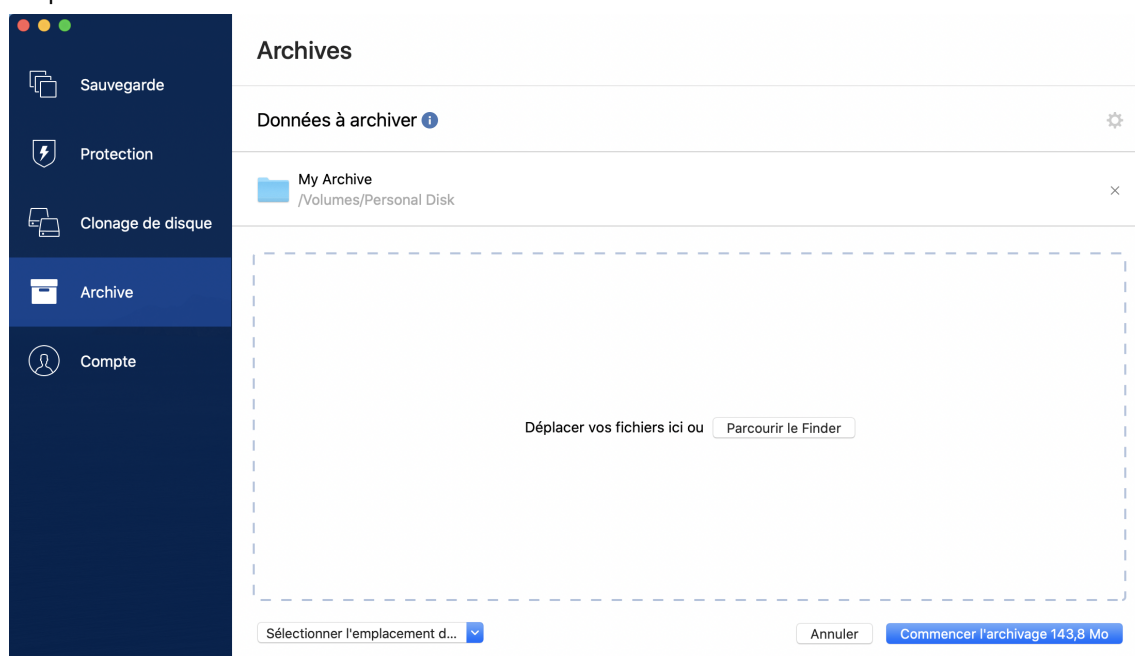 Archives
Sauvegarde
Données à archiver
Protection
My Archive
/Volumes/Personal Disk
Clonage de disque
Archive
Compte
Déplacer vos fichiers ici ou Parcourir le Finder
Sélectionner l'emplacement d... Annuler Commencer l'archivage 143,8 Mo